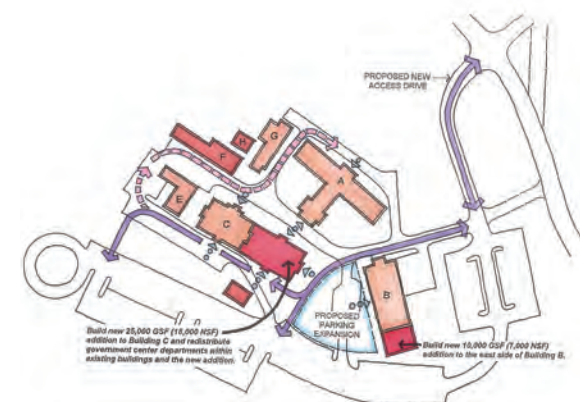 PROPOSED NEW
ACCESS DRIVE
G
H
F
A
E
C
B
PROPOSED
PARKING
EXPANSION
Build new 25,000 GSF (18,000 NSF)
addition to Building C and redistribute
government center departments within
existing buildings and the new addition.
Build new 10,000 GSF (7,000 NSF)
addition to the east side of Building B.